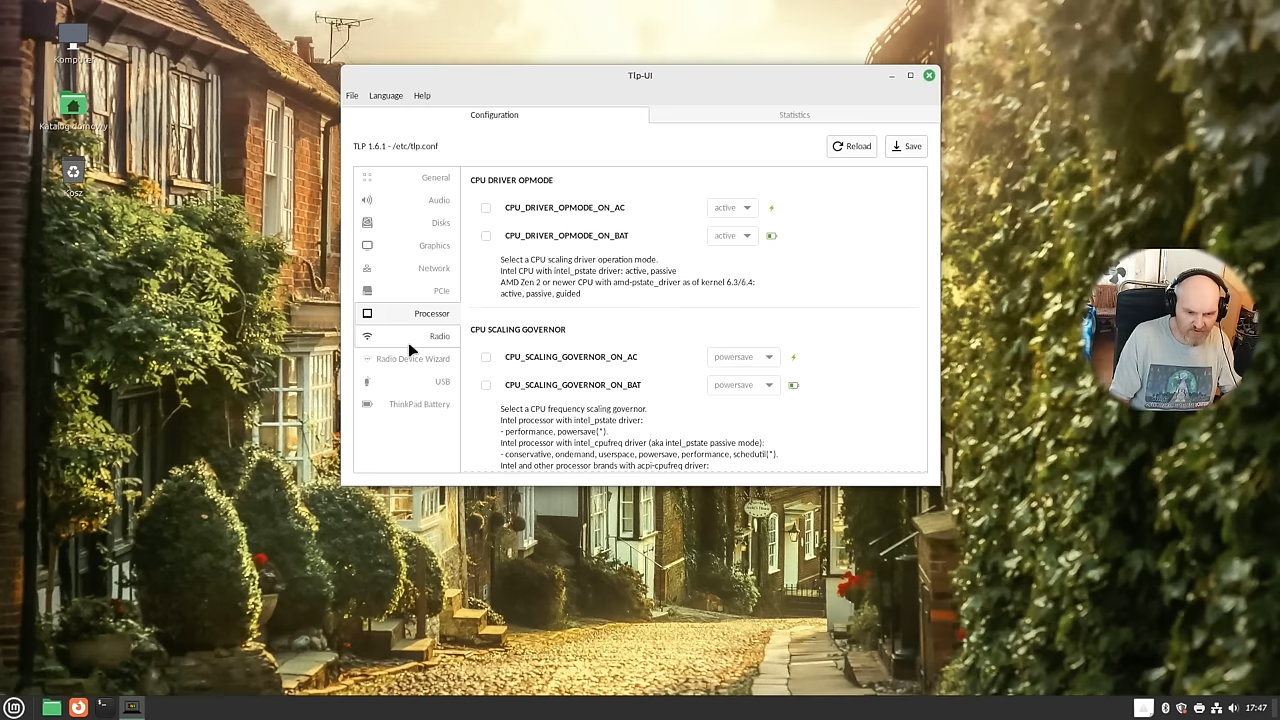 Komputer
Katalog domowy
Kosz
Tlp-UI
File Language Help
Configuration Statistics
TLP 1.6.1 - /etc/tlp.conf
Reload Save
General
Audio
Disks
Graphics
Network
PCIe
Processor
Radio
Radio Device Wizard
USB
ThinkPad Battery
CPU DRIVER OPMODE
CPU_DRIVER_OPMODE_ON_AC active
CPU_DRIVER_OPMODE_ON_BAT active
Select a CPU scaling driver operation mode.
Intel CPU with intel_pstate driver: active, passive
AMD Zen 2 or newer CPU with amd-pstate_driver as of kernel 6.3/6.4:
active, passive, guided
CPU SCALING GOVERNOR
CPU_SCALING_GOVERNOR_ON_AC powersave
CPU_SCALING_GOVERNOR_ON_BAT powersave
Select a CPU frequency scaling governor.
Intel processor with intel_pstate driver:
- performance, powersave(*).
Intel processor with intel_cpufreq driver (aka intel_pstate passive mode):
- conservative, ondemand, userspace, powersave, performance, schedutil(*).
Intel and other processor brands with acpi-cpufreq driver:
17:47